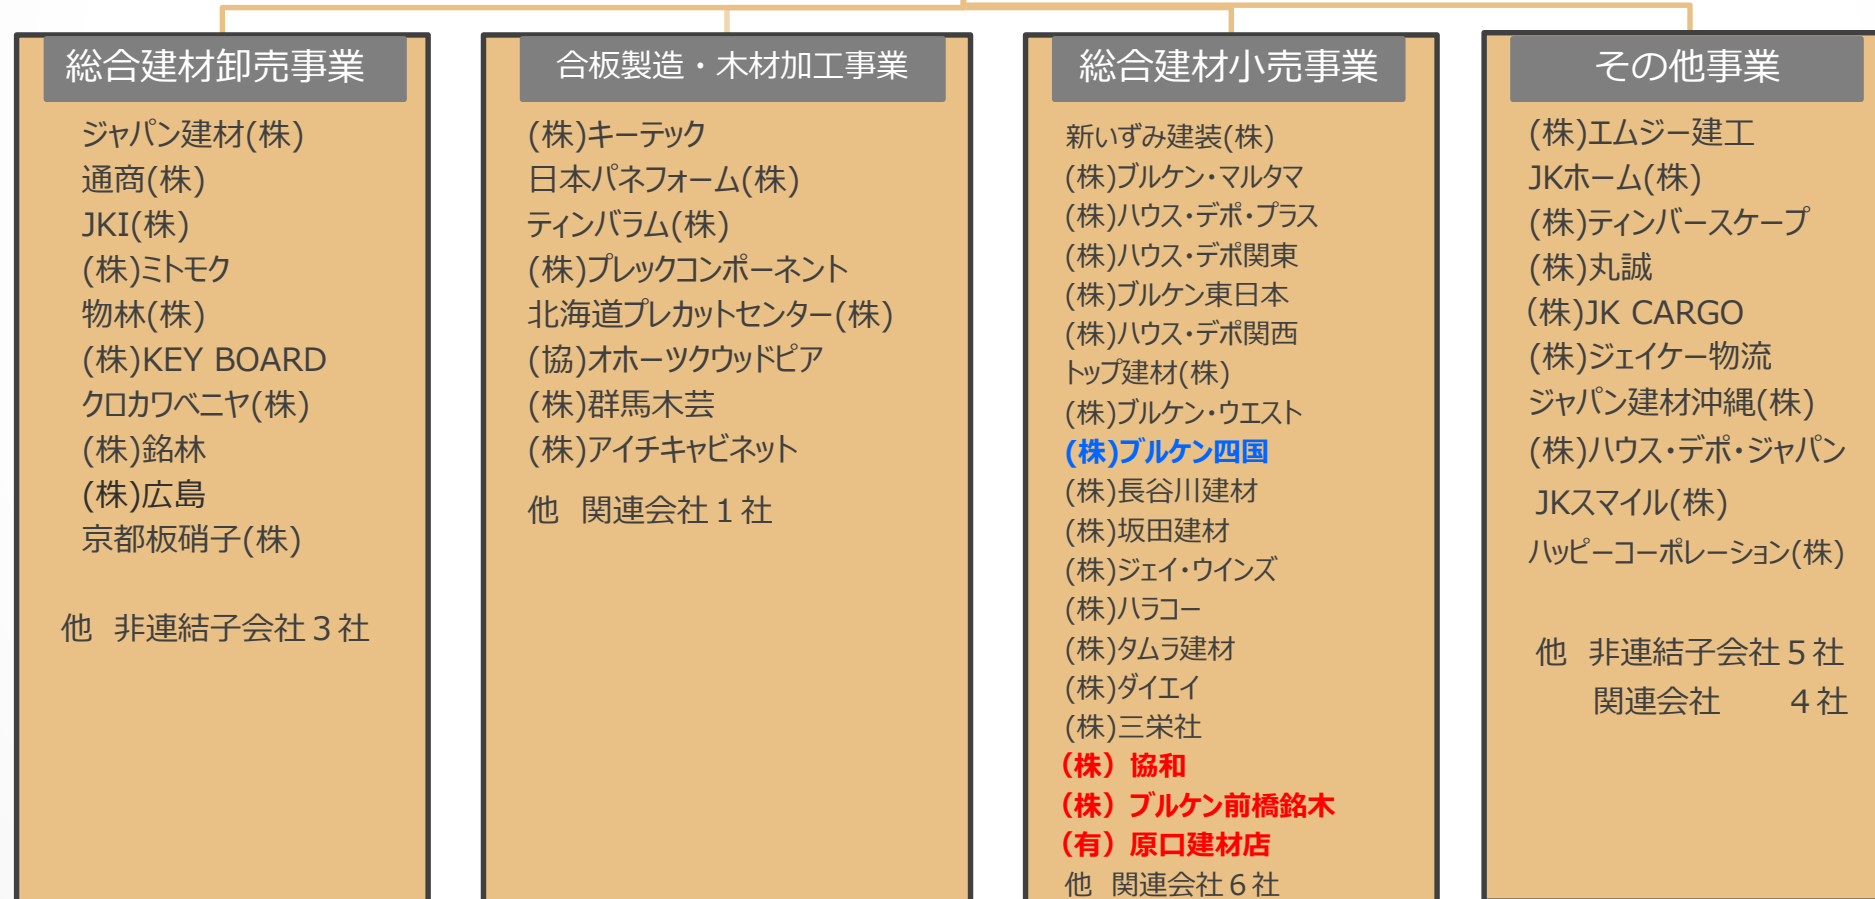 総合建材卸売事業
ジャパン建材(株)
通商(株)
JKI(株)
(株)ミトモク
物林(株)
(株)KEY BOARD
クロカワベニヤ(株)
(株)銘林
(株)広島
京都板硝子(株)
他 非連結子会社３社
合板製造・木材加工事業
(株)キーテック
日本パネフォーム(株)
ティンバラム(株)
(株)プレックコンポーネント
北海道プレカットセンター(株)
(協)オホーツクウッドピア
(株)群馬木芸
(株)アイチキャビネット
他 関連会社１社
総合建材小売事業
新いずみ建装(株)
(株)ブルケン・マルタマ
(株)ハウス・デポ・プラス
(株)ハウス・デポ関東
(株)ブルケン東日本
(株)ハウス・デポ関西
トップ建材(株)
(株)ブルケン・ウエスト
(株)ブルケン四国
(株)長谷川建材
(株)坂田建材
(株)ジェイ・ウインズ
(株)ハラコー
(株)タムラ建材
(株)ダイエイ
(株)三栄社
（株）協和
（株）ブルケン前橋銘木
（有）原口建材店
他 関連会社６社
その他事業
(株)エムジー建工
JKホーム(株)
(株)ティンバースケープ
(株)丸誠
(株)JK CARGO
(株)ジェイケー物流
ジャパン建材沖縄(株)
(株)ハウス・デポ・ジャパン
JKスマイル(株)
ハッピーコーポレーション(株)
他 非連結子会社５社
関連会社 ４社